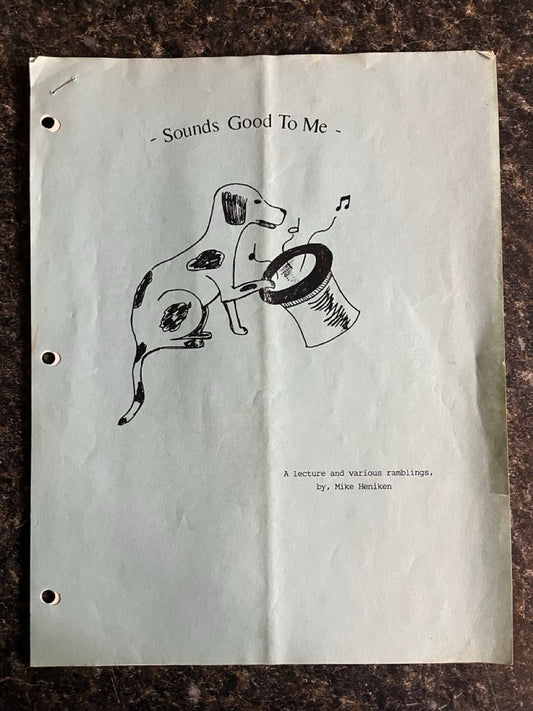 - Sounds Good To Me -
A lecture and various ramblings,
by, Mike Heniken